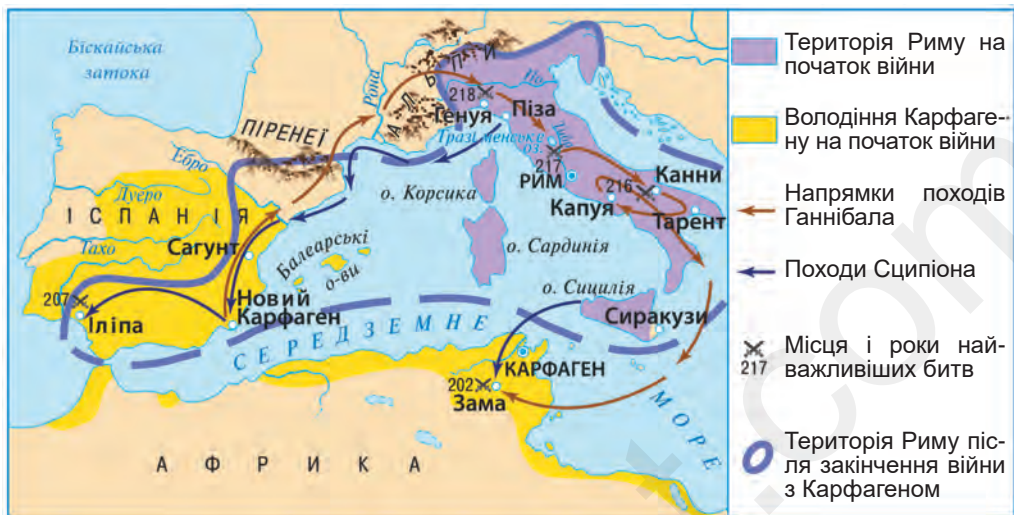 Біскайська
затока
ПІРЕНЕЇ
Рона
АЛЬПИ
По
218
Генуя
Піза
Тразіменське
оз.
217
РИМ
216
Канни
Капуя
Тарент
Ебро
Дуеро
ІСПАНІЯ
Тахо
Сагунт
о. Корсика
о. Сардинія
Балеарські
о-ви
о. Сицилія
Сиракузи
207
Іліпа
Новий
Карфаген
СЕРЕДЗЕМНЕ
МОРЕ
КАРФАГЕН
202
Зама
АФРИКА
Територія Риму на
початок війни
Володіння Карфаге-
ну на початок війни
Напрямки походів
Ганнібала
Походи Сципіона
217
Місця і роки най-
важливіших битв
Територія Риму піс-
ля закінчення війни
з Карфагеном